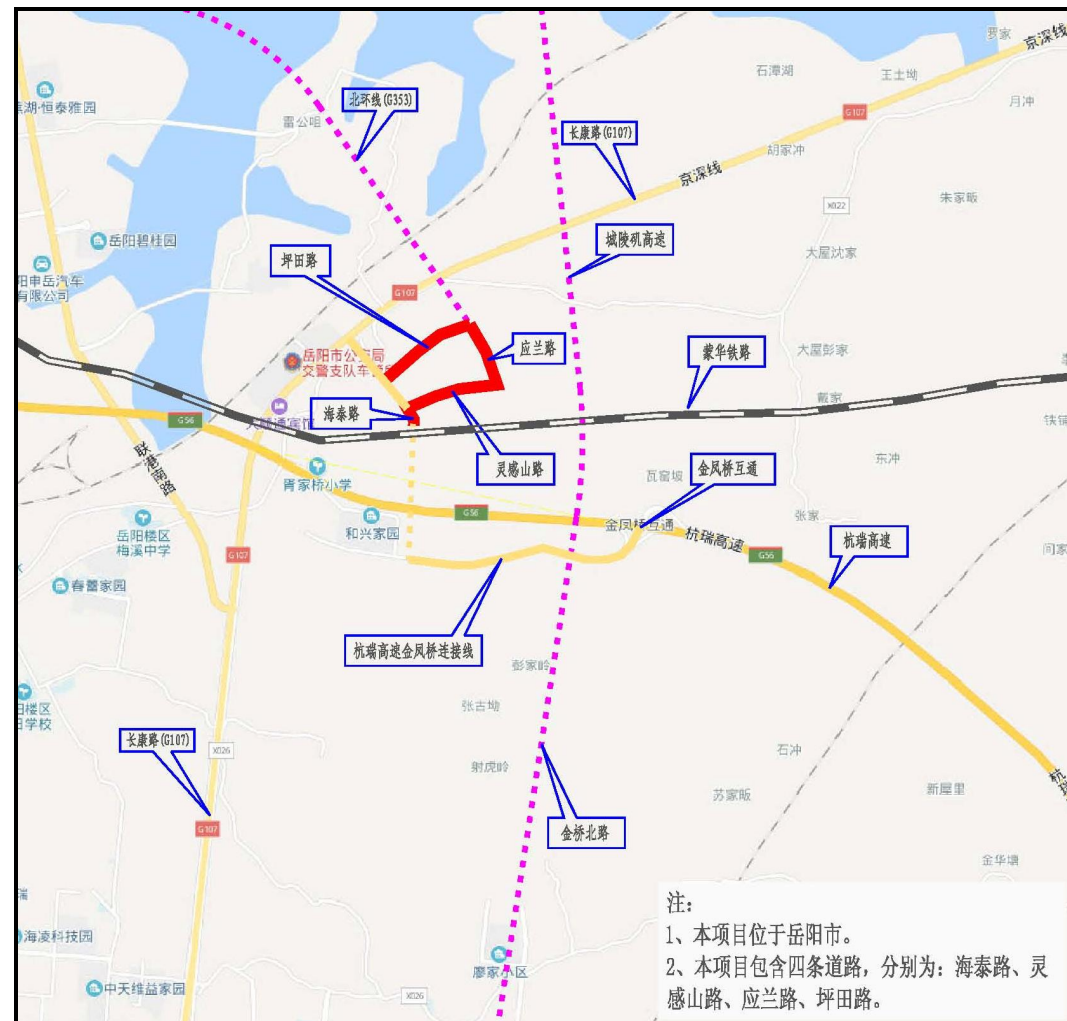 罗家
京深线
石潭湖
王土坳
月冲
北环线(G353)
湖·恒泰雅园
雷公咀
G107
长康路(G107)
胡家冲
京深线
朱家畈
X022
岳阳碧桂园
坪田路
城陵矶高速
大屋沈家
阳申岳汽车
有限公司
G107
岳阳市公安局
交警支队车
应兰路
蒙华铁路
大屋彭家
海泰路
戴家
宾馆
G56
铁铺
联港南路
灵感山路
金凤桥互通
东冲
胥家桥小学
瓦窑坡
岳阳楼区
梅溪中学
和兴家园
G56
金凤桥互通
张家
杭瑞高速
杭瑞高速
G107
G56
春蕾家园
杭瑞高速金凤桥连接线
彭家岭
阳楼区
学校
张古坳
长康路(G107)
X026
射虎岭
石冲
杭瑞
苏家畈
新屋里
G107
金桥北路
金华塘
注:
1、本项目位于岳阳市。
2、本项目包含四条道路，分别为：海泰路、灵
感山路、应兰路、坪田路。
海凌科技园
廖家小区
中天维益家园
X026